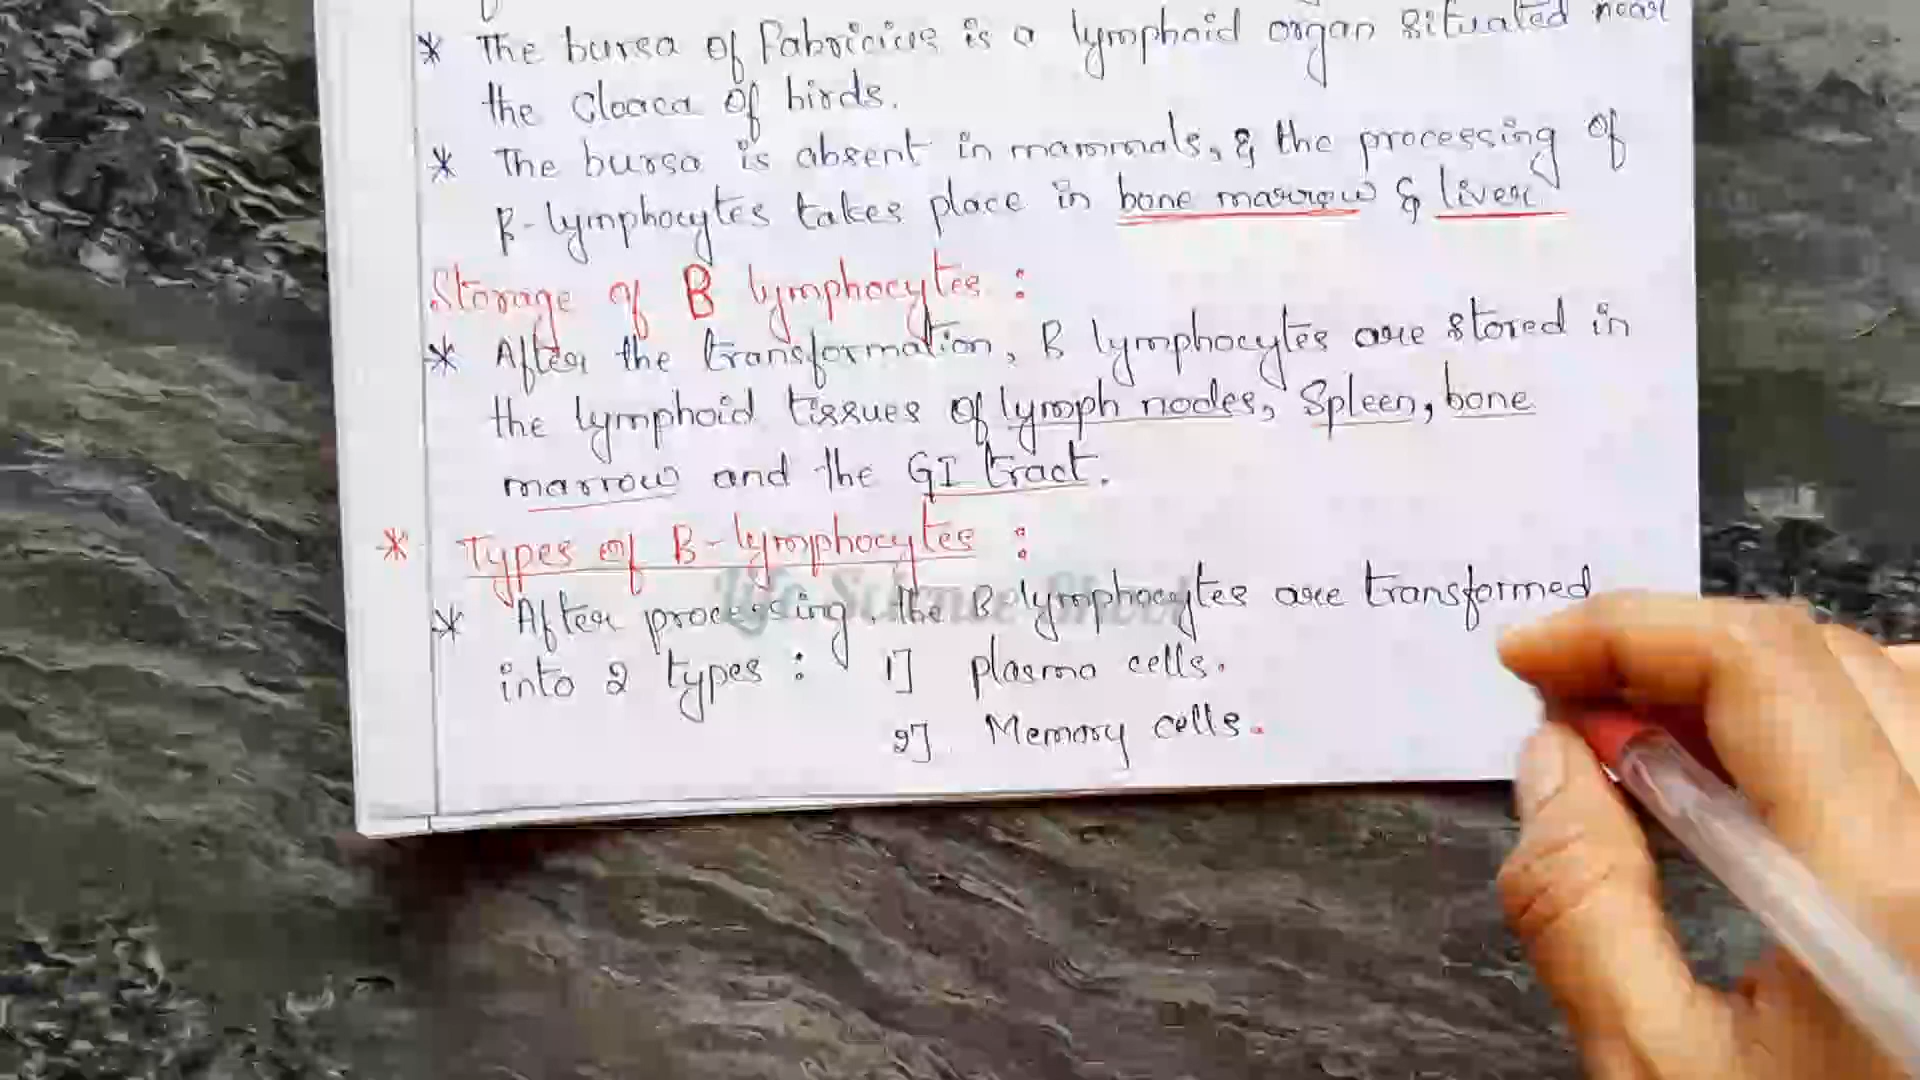 * The bursa of Fabricius is a lymphoid organ situated near
the cloaca of birds.
* The bursa is absent in mammals, & the processing of
B-lymphocytes takes place in bone marrow & liver
Storage of B lymphocytes :
* After the transformation, B lymphocytes are stored in
the lymphoid tissues of lymph nodes, Spleen, bone
marrow and the GI tract.
* Types of B-lymphocytes :
* After processing. The B lymphocytes are transformed
into 2 types : 1] plasma cells.
2] Memory cells.